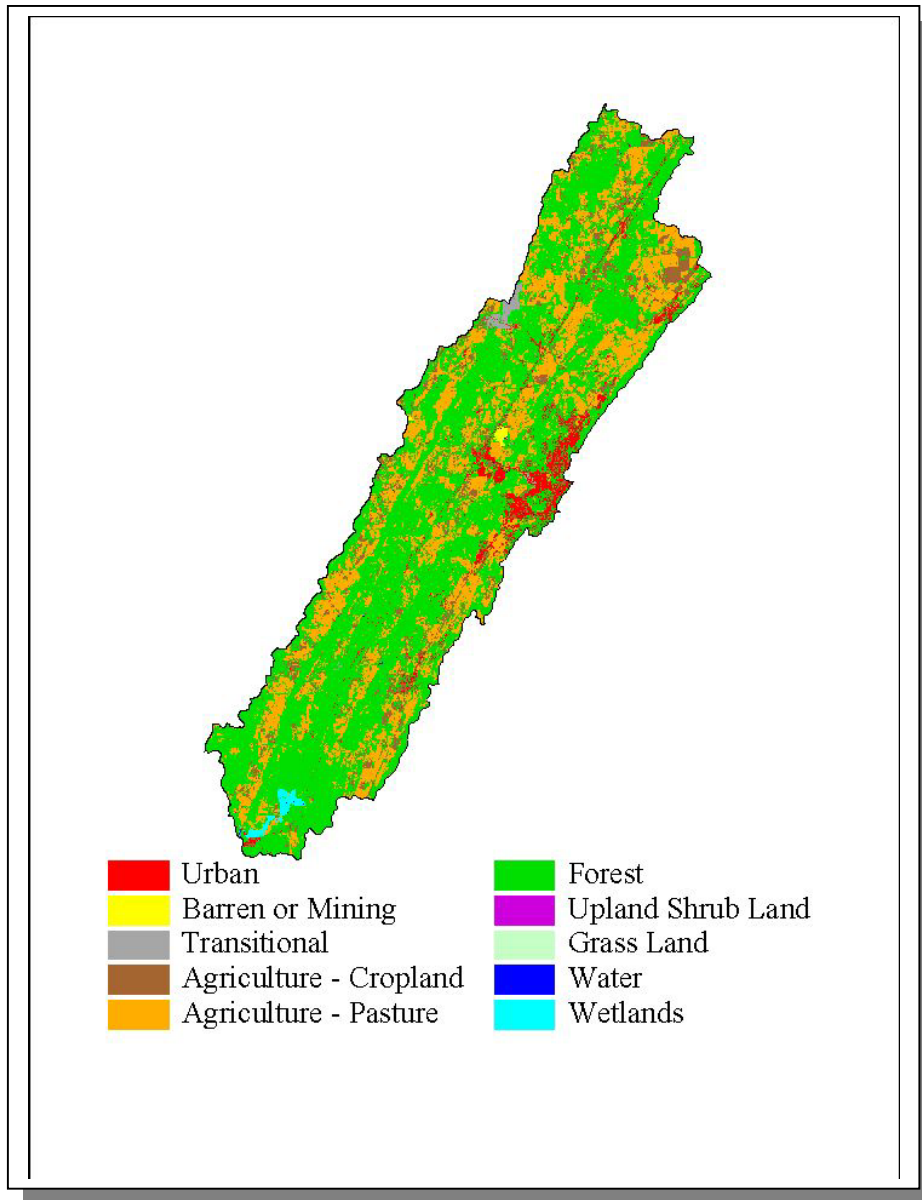 Urban
Barren or Mining
Transitional
Agriculture - Cropland
Agriculture - Pasture
Forest
Upland Shrub Land
Grass Land
Water
Wetlands